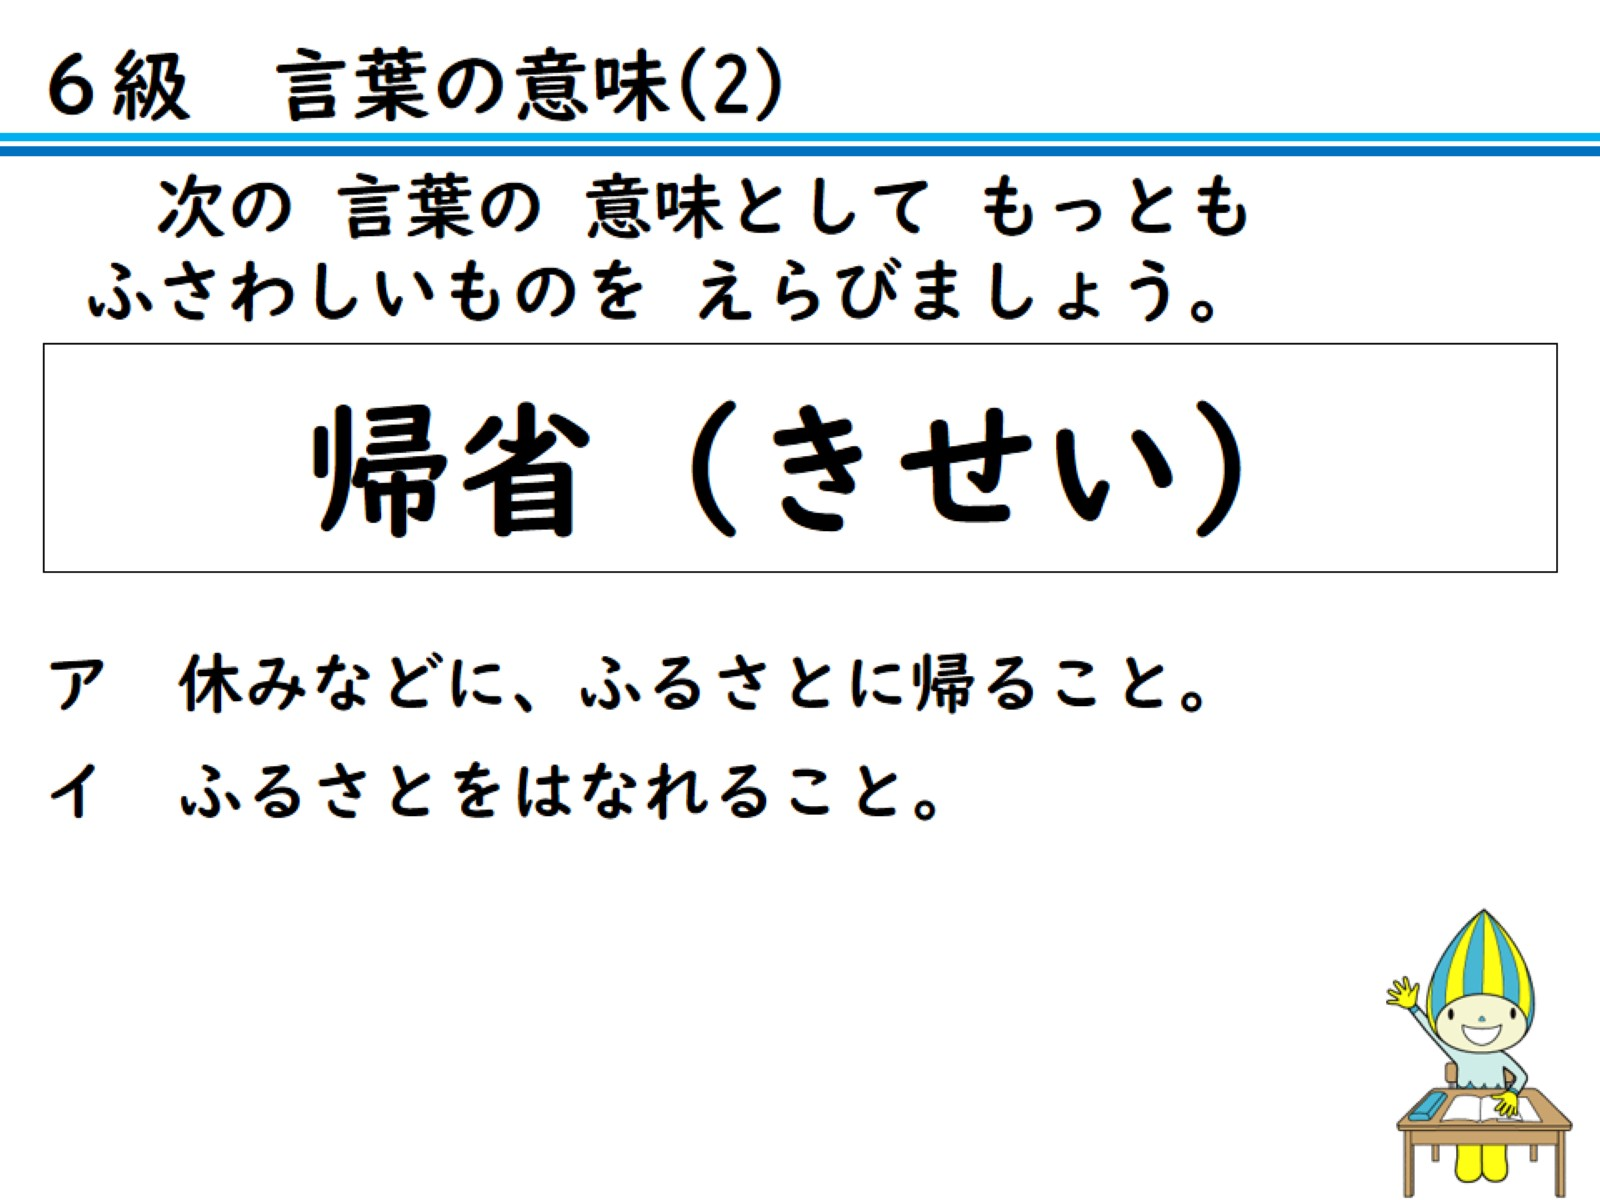 ６級　言葉の意味(2)
次の 言葉の 意味として もっとも
ふさわしいものを えらびましょう。
帰省（きせい）
ア　休みなどに、ふるさとに帰ること。
イ　ふるさとをはなれること。